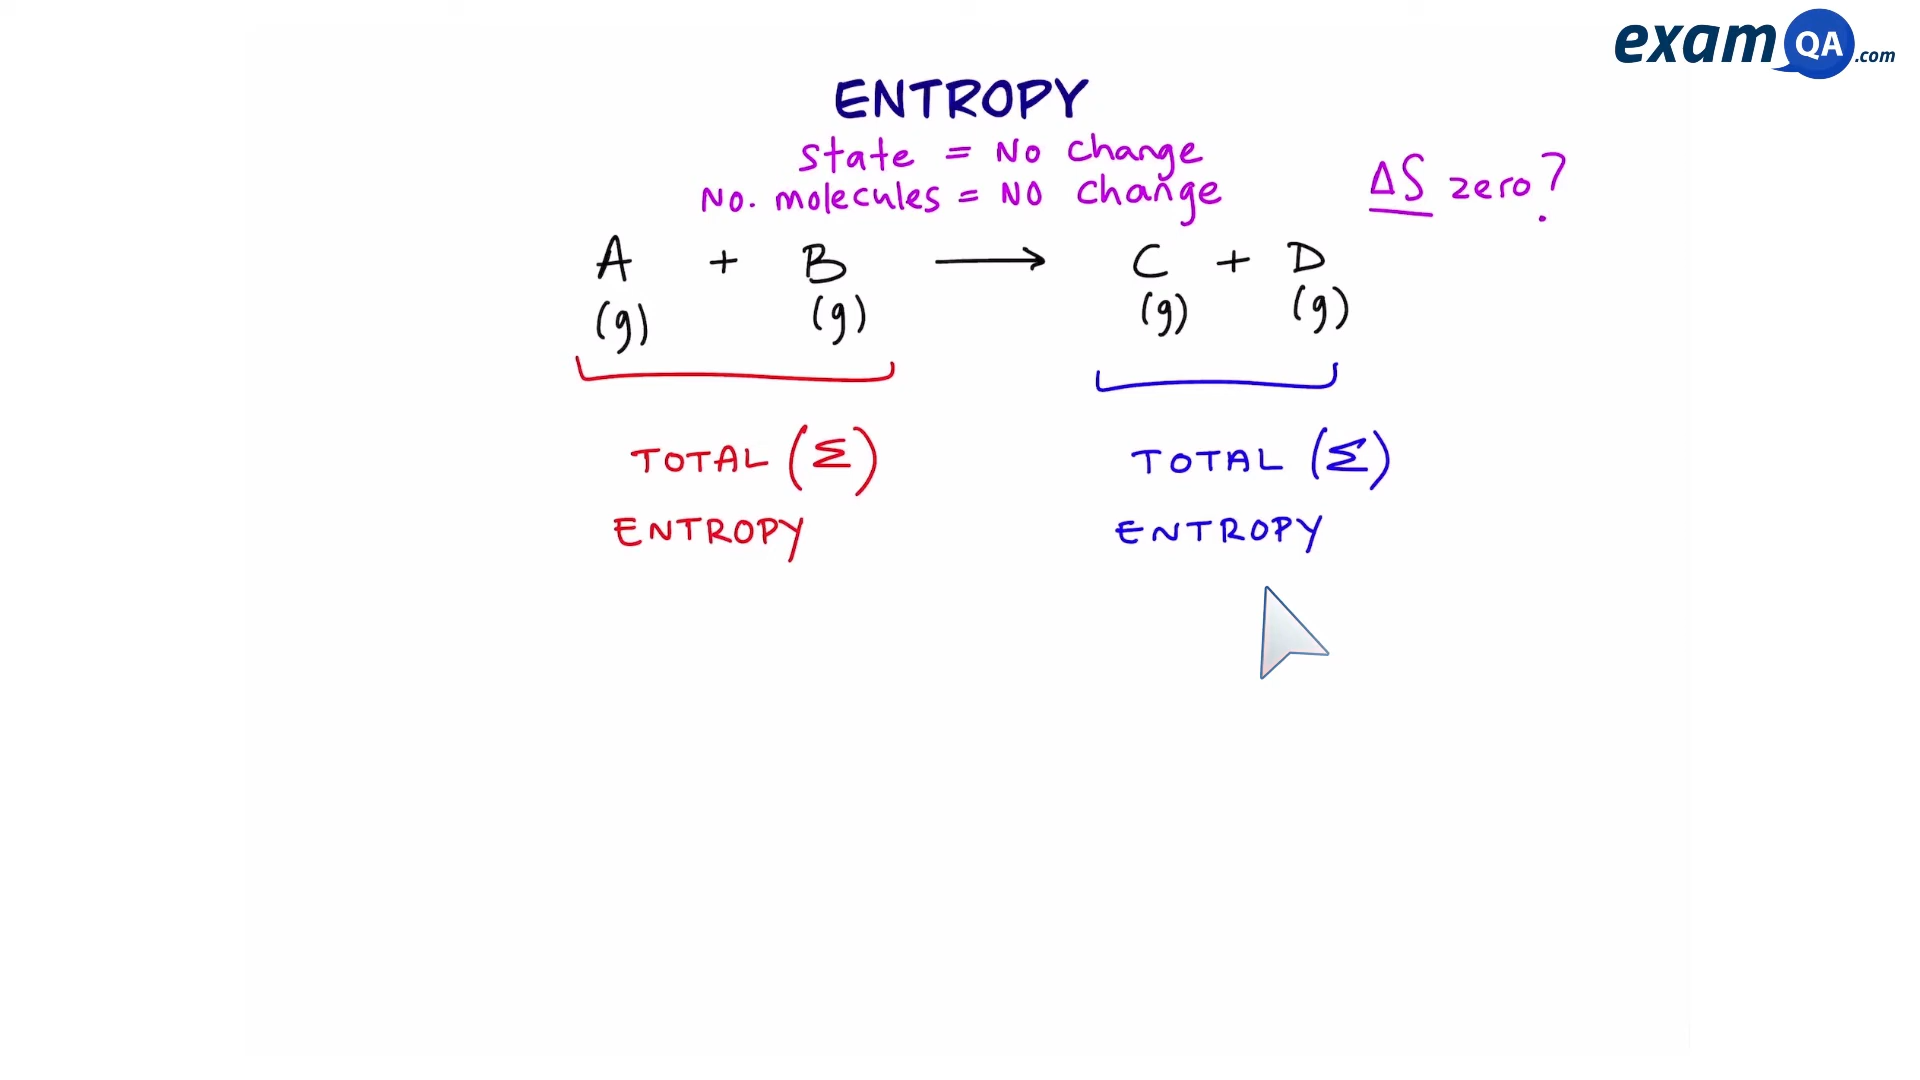 examQA.com
ENTROPY
state = No change
No. molecules = NO change
ΔS zero?
A + B ⟶ C + D
(g) (g) (g) (g)
TOTAL (Σ) TOTAL (Σ)
ENTROPY ENTROPY